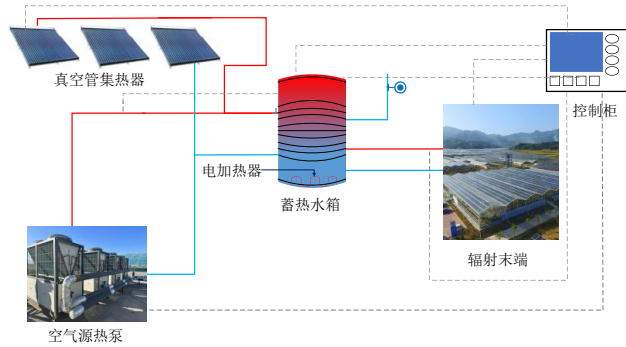 真空管集热器
控制柜
电加热器
蓄热水箱
辐射末端
空气源热泵